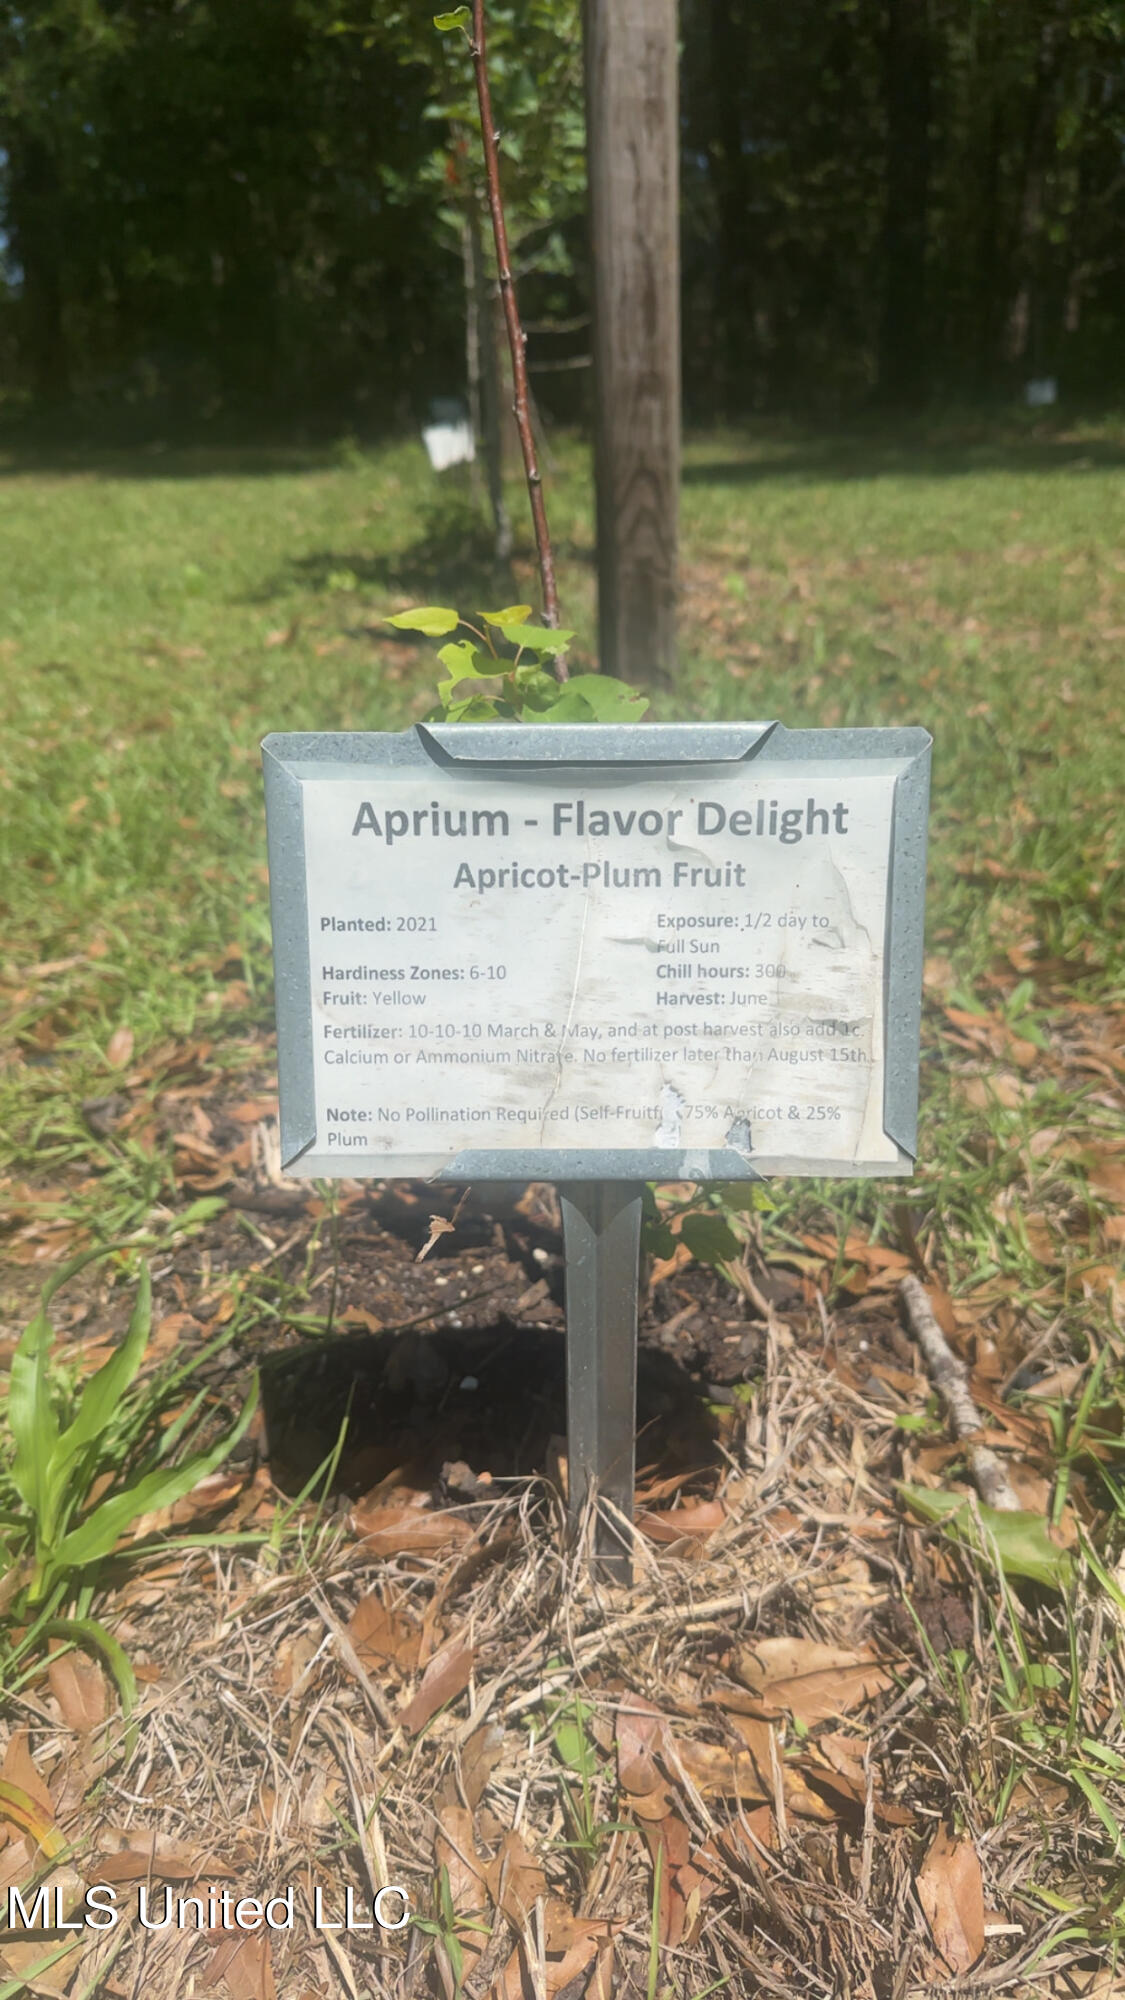 Aprium - Flavor Delight
Apricot-Plum Fruit
Planted: 2021
Exposure: 1/2 day to
Full Sun
Hardiness Zones: 6-10
Chill hours: 300
Fruit: Yellow
Harvest: June
Fertilizer: 10-10-10 March & May, and at post harvest also add 1c.
Calcium or Ammonium Nitrate. No fertilizer later than August 15th.
Note: No Pollination Required (Self-Fruitf 75% Apricot & 25%
Plum
MLS United LLC